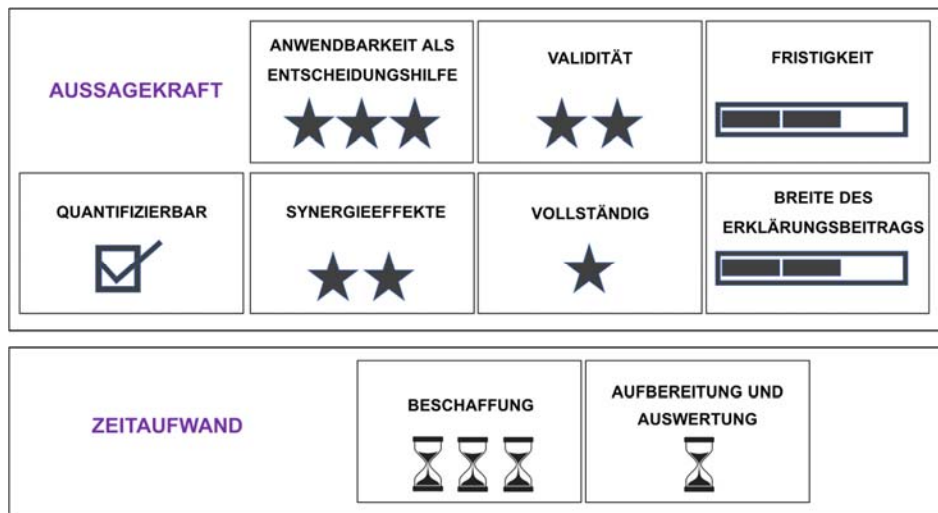 AUSSAGEKRAFT
ANWENDBARKEIT ALS
ENTSCHEIDUNGSHILFE
VALIDITÄT
FRISTIGKEIT
QUANTIFIZIERBAR
SYNERGIEEFFEKTE
VOLLSTÄNDIG
BREITE DES
ERKLÄRUNGSBEITRAGS
ZEITAUFWAND
BESCHAFFUNG
AUFBEREITUNG UND
AUSWERTUNG